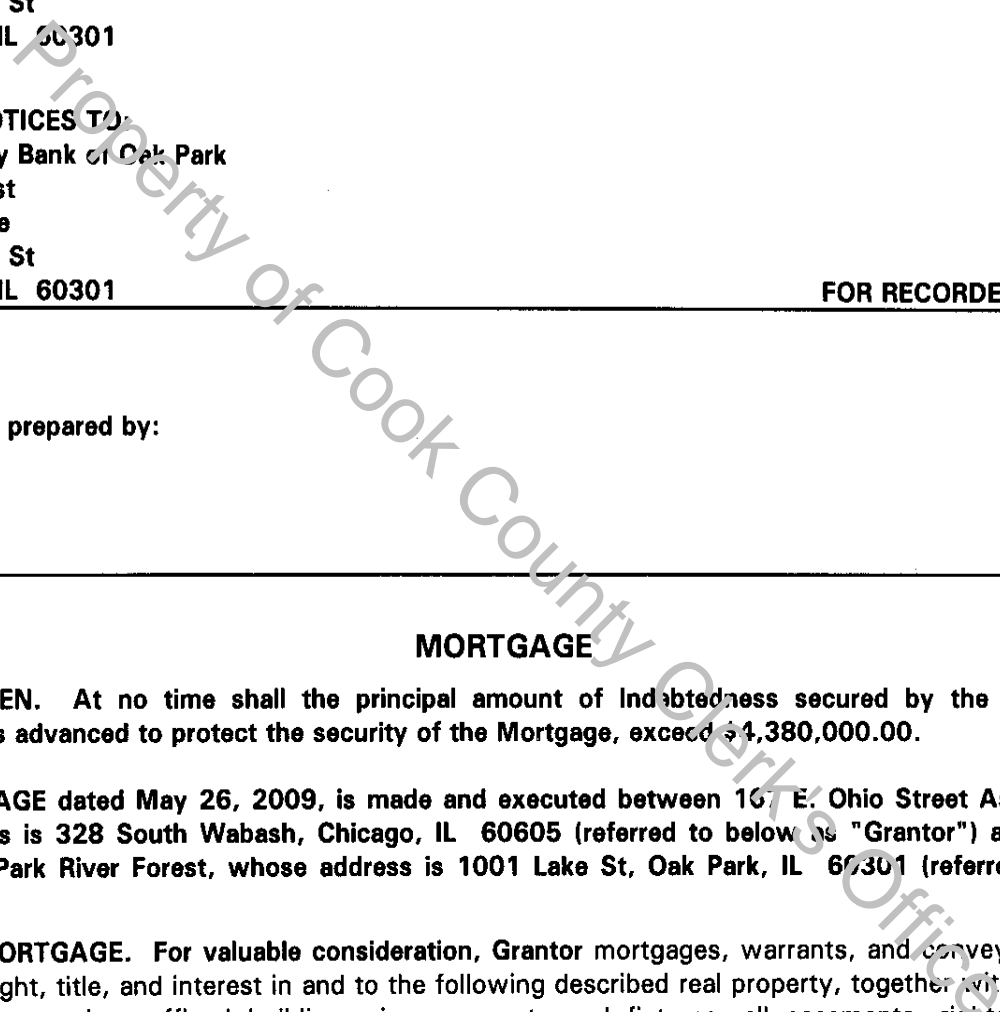 St
IL 60301
OTICES TO:
y Bank of Oak Park
st
e
St
IL 60301
FOR RECORDE
prepared by:
MORTGAGE
EN. At no time shall the principal amount of Indebtedness secured by the
s advanced to protect the security of the Mortgage, exceed $4,380,000.00.
AGE dated May 26, 2009, is made and executed between E. Ohio Street As
s is 328 South Wabash, Chicago, IL 60605 (referred to below as "Grantor") a
Park River Forest, whose address is 1001 Lake St, Oak Park, IL 60301 (referre
ORTGAGE. For valuable consideration, Grantor mortgages, warrants, and convey
ght, title, and interest in and to the following described real property, together wit
Property of Cook County Clerk's Office